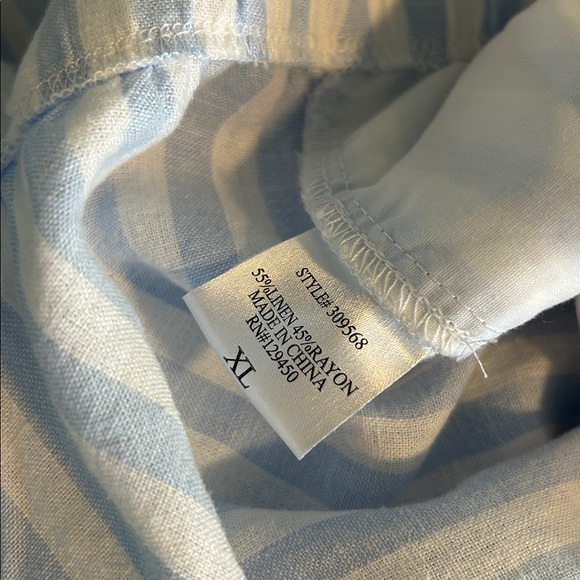 STYLE# 309568
55%LINEN 45%RAYON
MADE IN CHINA
RN#129450
XL